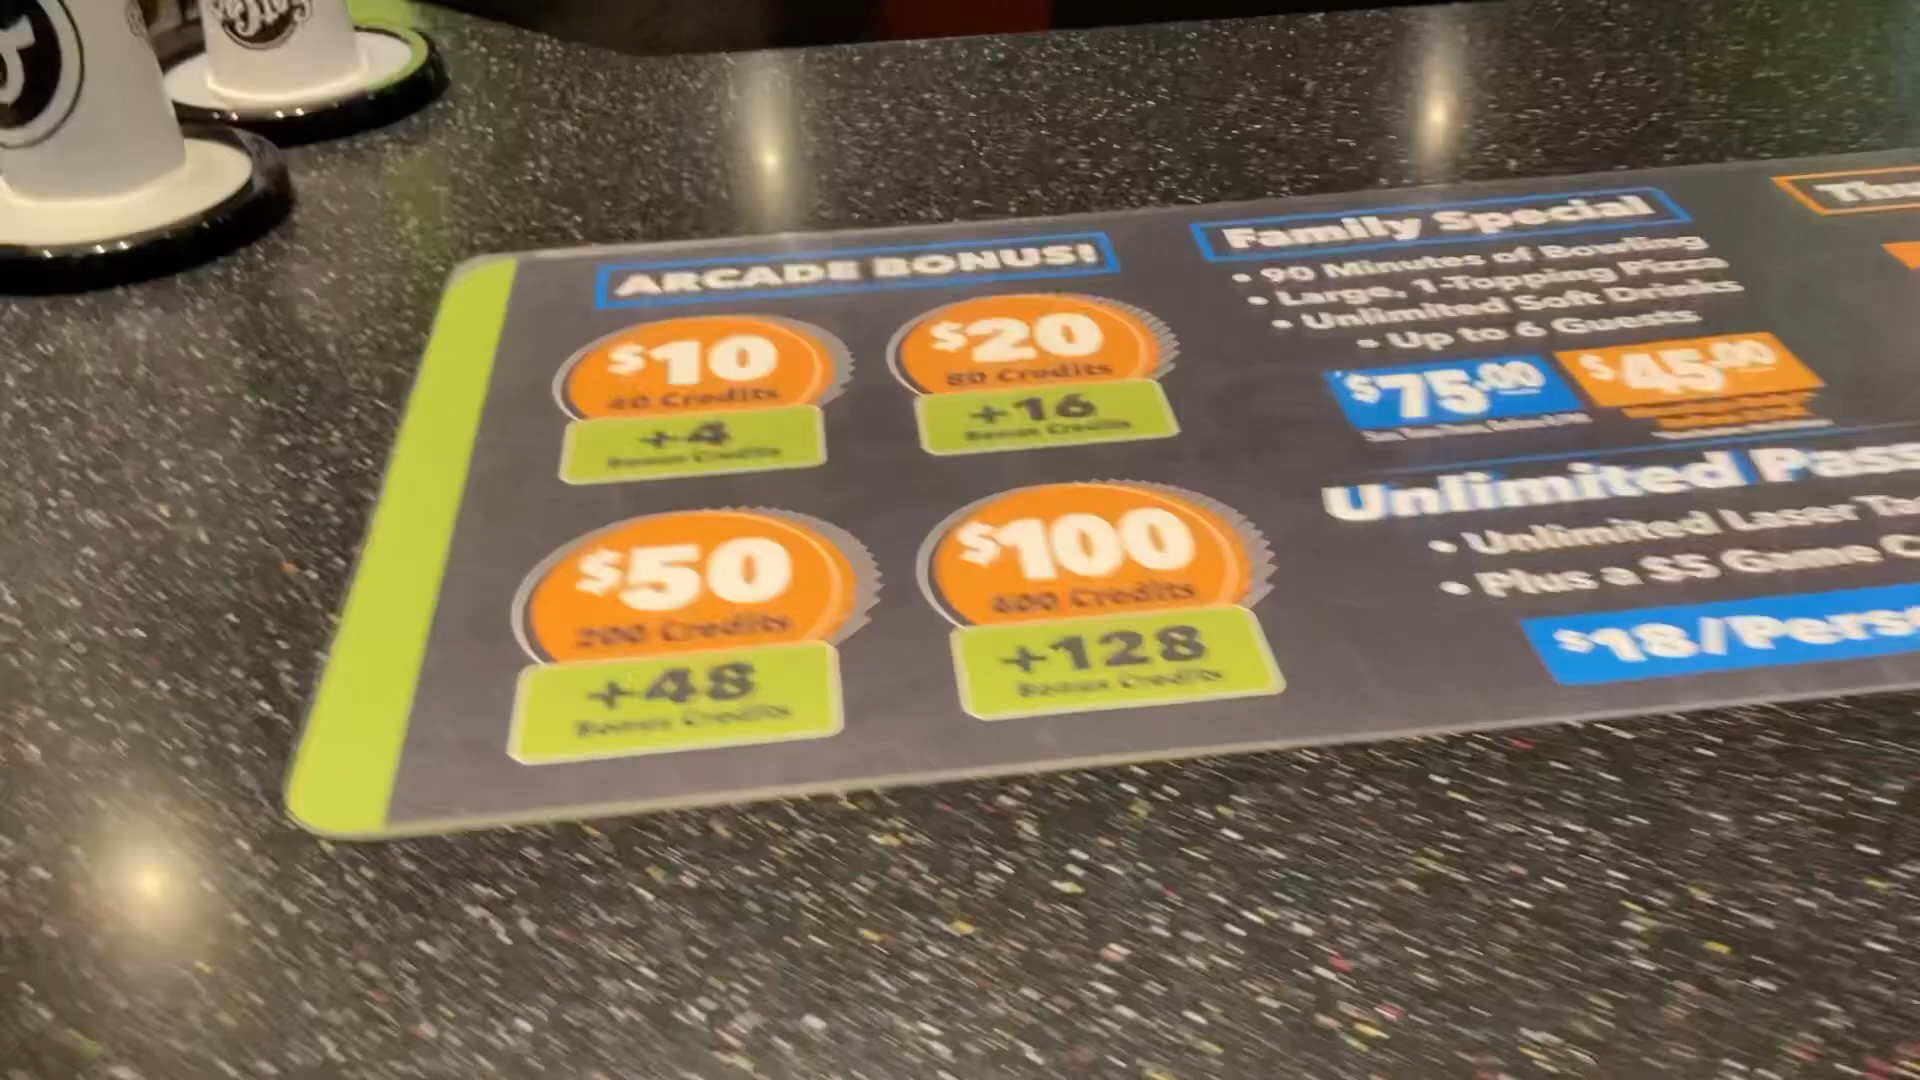 ARCADE BONUS!
$10
40 Credits
+4
Bonus Credits
$20
80 Credits
+16
Bonus Credits
$50
200 Credits
+48
Bonus Credits
$100
400 Credits
+128
Bonus Credits
Family Special
• 90 Minutes of Bowling
• Large, 1-Topping Pizza
• Unlimited Soft Drinks
• Up to 6 Guests
$75.00
$45.00
Unlimited Pass
• Unlimited Laser Ta
• Plus a $5 Game C
$18/Perso
Thu